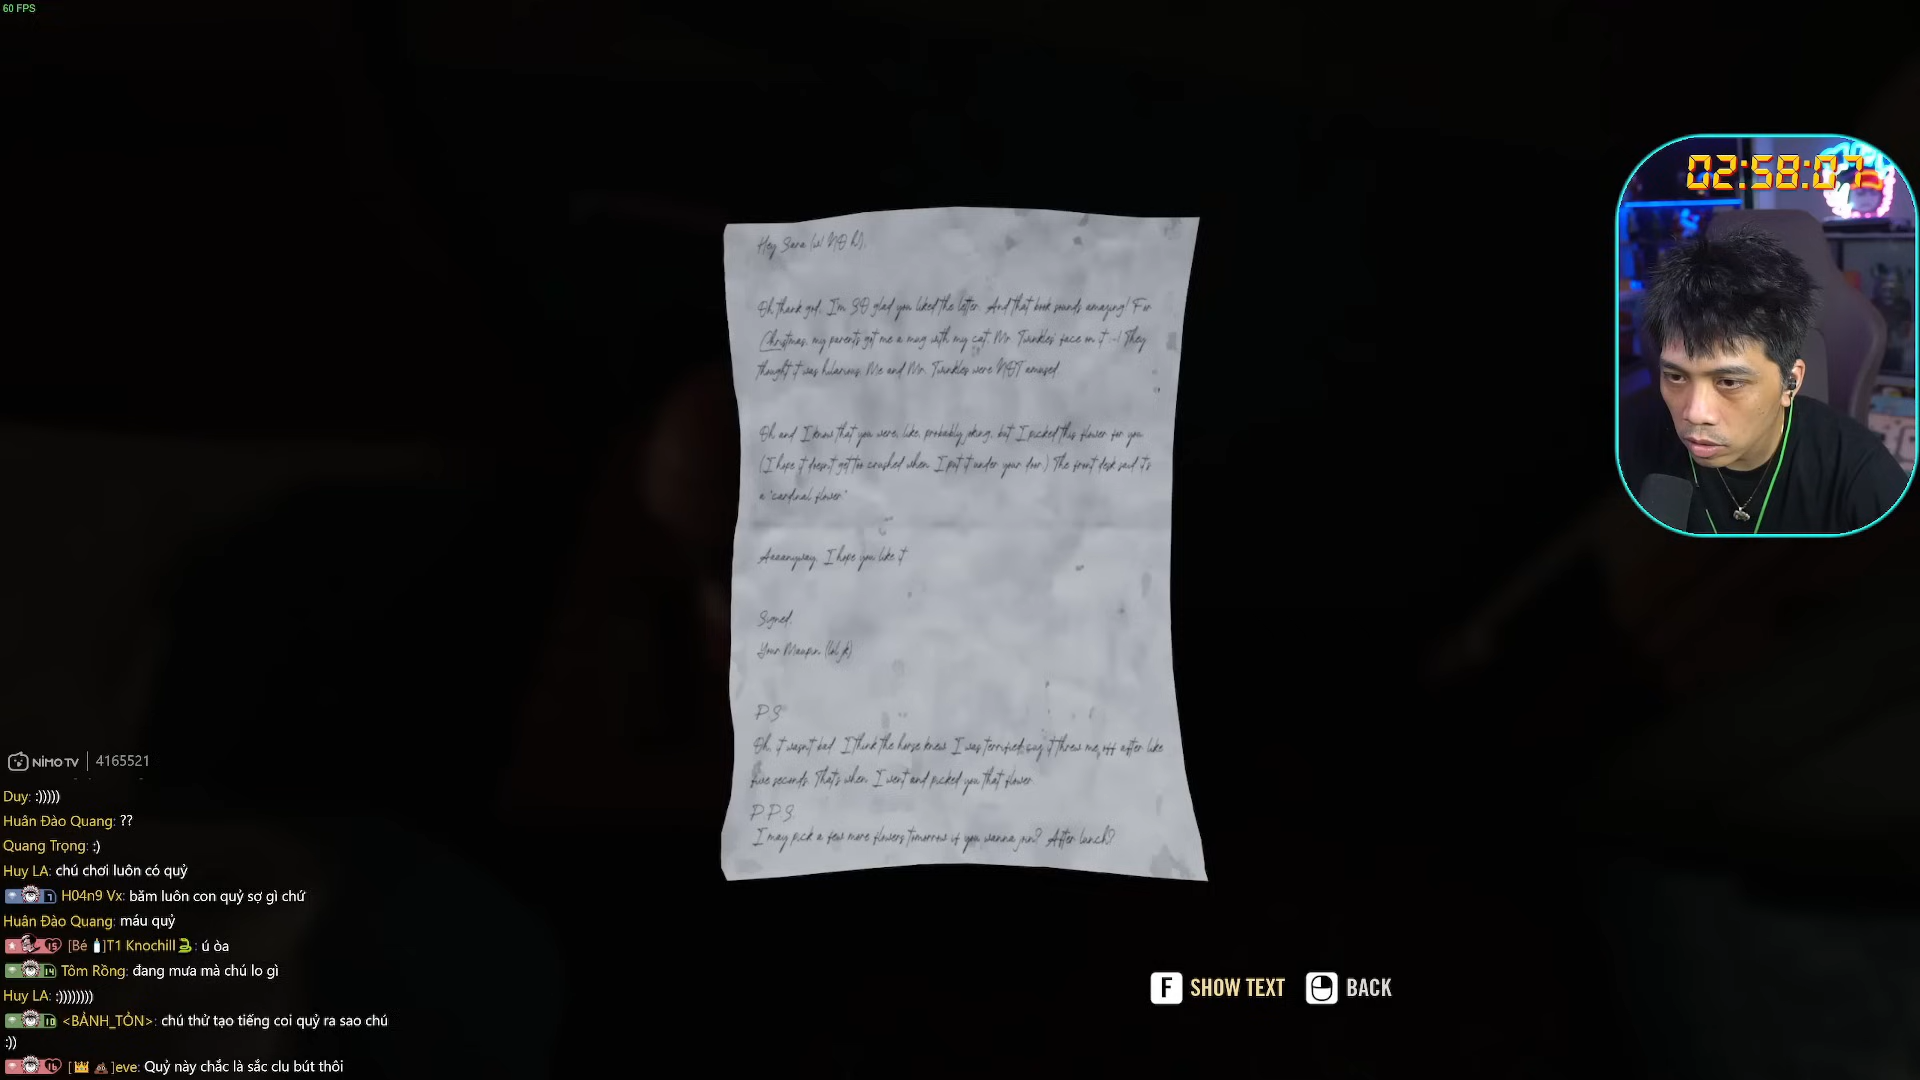 60 FPS
02:58:07
Hey Sara (w/ NO h),
Oh thank god, I'm SO glad you liked the letter. And that book sounds amazing! For
Christmas, my parents got me a mug with my cat, Mr. Twinkles' face on it :-| They
thought it was hilarious. Me and Mr. Twinkles were NOT amused.
Oh and I know that you were, like, probably joking, but I picked this flower for you.
(I hope it doesn't get too crushed when I put it under your door.) The front desk said it's
a "cardinal flower"
Aaaanyway, I hope you like it
Signed,
Your Maupin (lol jk)
P.S.
Oh, it wasn't bad. I think the horse knew I was terrified, it threw me off after like
five seconds. That's when I went and picked you that flower
P.P.S.
I may pick a few more flowers tomorrow if you wanna join? After lunch?
F SHOW TEXT BACK
NIMO TV | 4165521
Duy: :)))))
Huân Đào Quang: ??
Quang Trọng: :)
Huy LA: chú chơi luôn có quỷ
7 H04n9 Vx: băm luôn con quỷ sợ gì chứ
Huân Đào Quang: máu quỷ
15 [Bé]T1 Knochill: ú òa
14 Tôm Rồng: đang mưa mà chú lo gì
Huy LA: :))))))))
10 <BẢNH_TỎN>: chú thử tạo tiếng coi quỷ ra sao chú
:))
16 []eve: Quỷ này chắc là sắc clu bút thôi